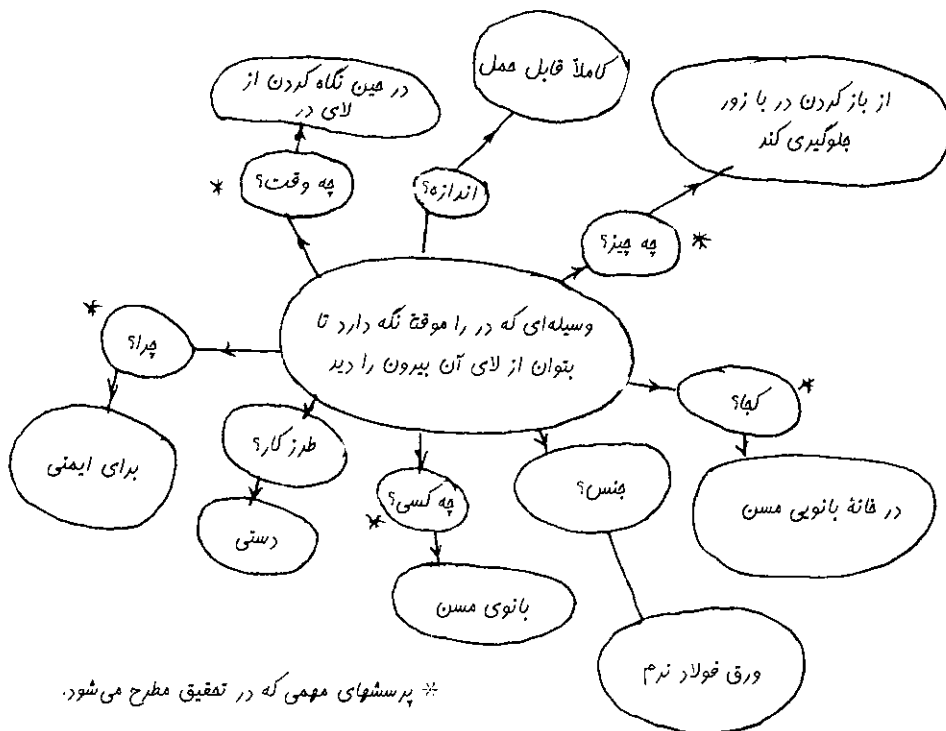 کاملاً قابل حمل
در حین نگاه کردن از
لای در
از باز کردن در با زور
جلوگیری کند
* چه وقت؟
اندازه؟
چه چیز؟ *
وسیله‌ای که در را موقتاً نگه دارد تا
بتوان از لای آن بیرون را دید
* چرا؟
کجا؟ *
برای ایمنی
طرز کار؟
چه کسی؟ *
جنس؟
در خانهٔ بانویی مسن
دستی
بانوی مسن
ورق فولاد نرم
* پرسشهای مهمی که در تحقیق مطرح می‌شود.